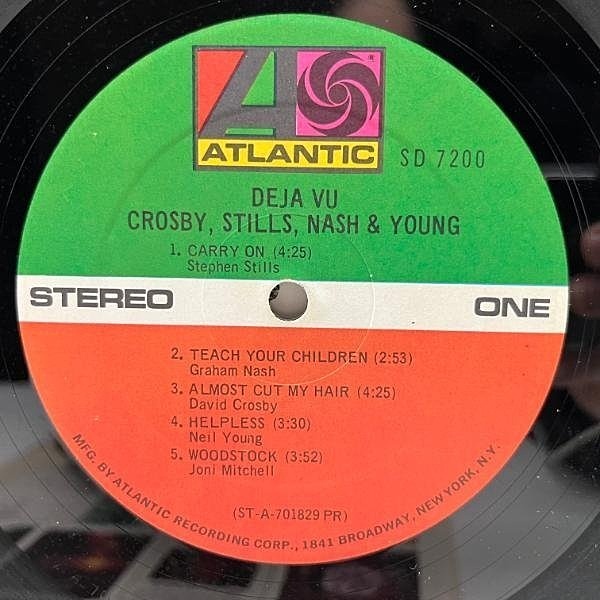 ATLANTIC
SD 7200
DEJA VU
CROSBY, STILLS, NASH & YOUNG
1. CARRY ON (4:25)
Stephen Stills
STEREO
ONE
2. TEACH YOUR CHILDREN (2:53)
Graham Nash
3. ALMOST CUT MY HAIR (4:25)
David Crosby
4. HELPLESS (3:30)
Neil Young
5. WOODSTOCK (3:52)
Joni Mitchell
(ST-A-701829 PR)
MFG. BY ATLANTIC RECORDING CORP., 1841 BROADWAY, NEW YORK, N.Y.